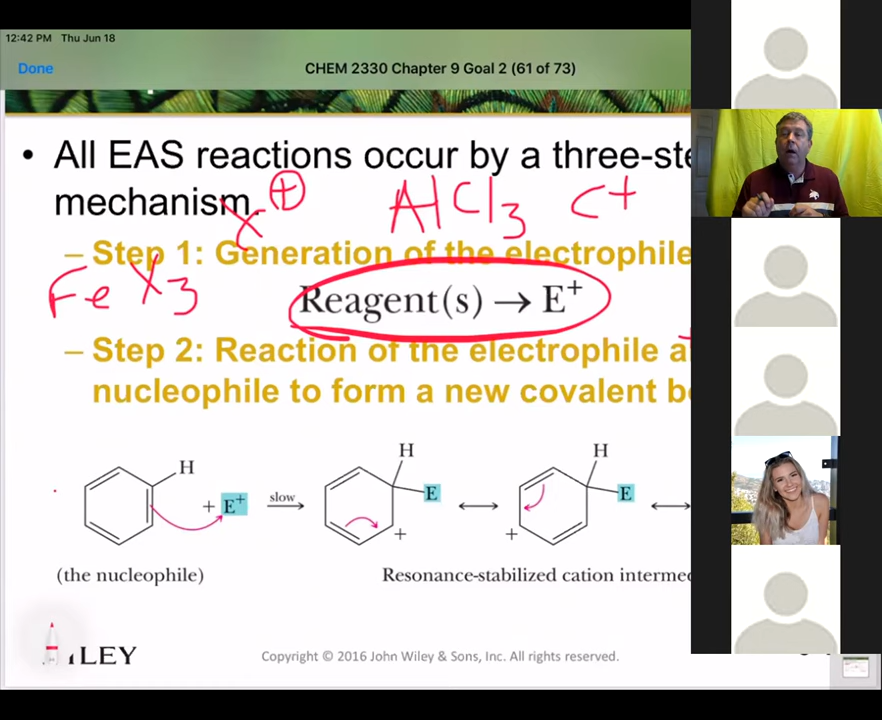 12:42 PM Thu Jun 18
Done
CHEM 2330 Chapter 9 Goal 2 (61 of 73)
• All EAS reactions occur by a three-ste
mechanism.
X+ AlCl3 C+
– Step 1: Generation of the electrophile
FeX3
Reagent(s) → E+
– Step 2: Reaction of the electrophile a
nucleophile to form a new covalent b
H
H
H
+ E+
slow
E
E
+
+
(the nucleophile)
Resonance-stabilized cation interme
WILEY
Copyright © 2016 John Wiley & Sons, Inc. All rights reserved.